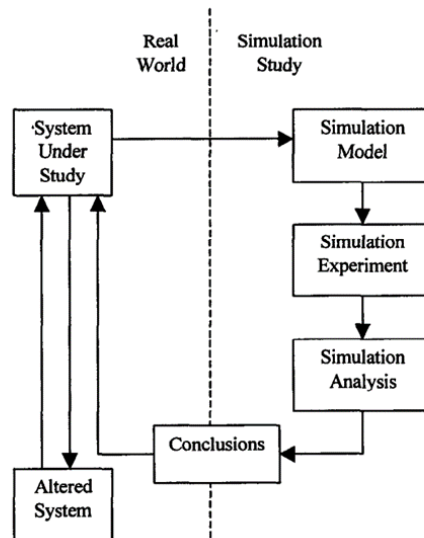 Real
World
Simulation
Study
System
Under
Study
Simulation
Model
Simulation
Experiment
Simulation
Analysis
Conclusions
Altered
System